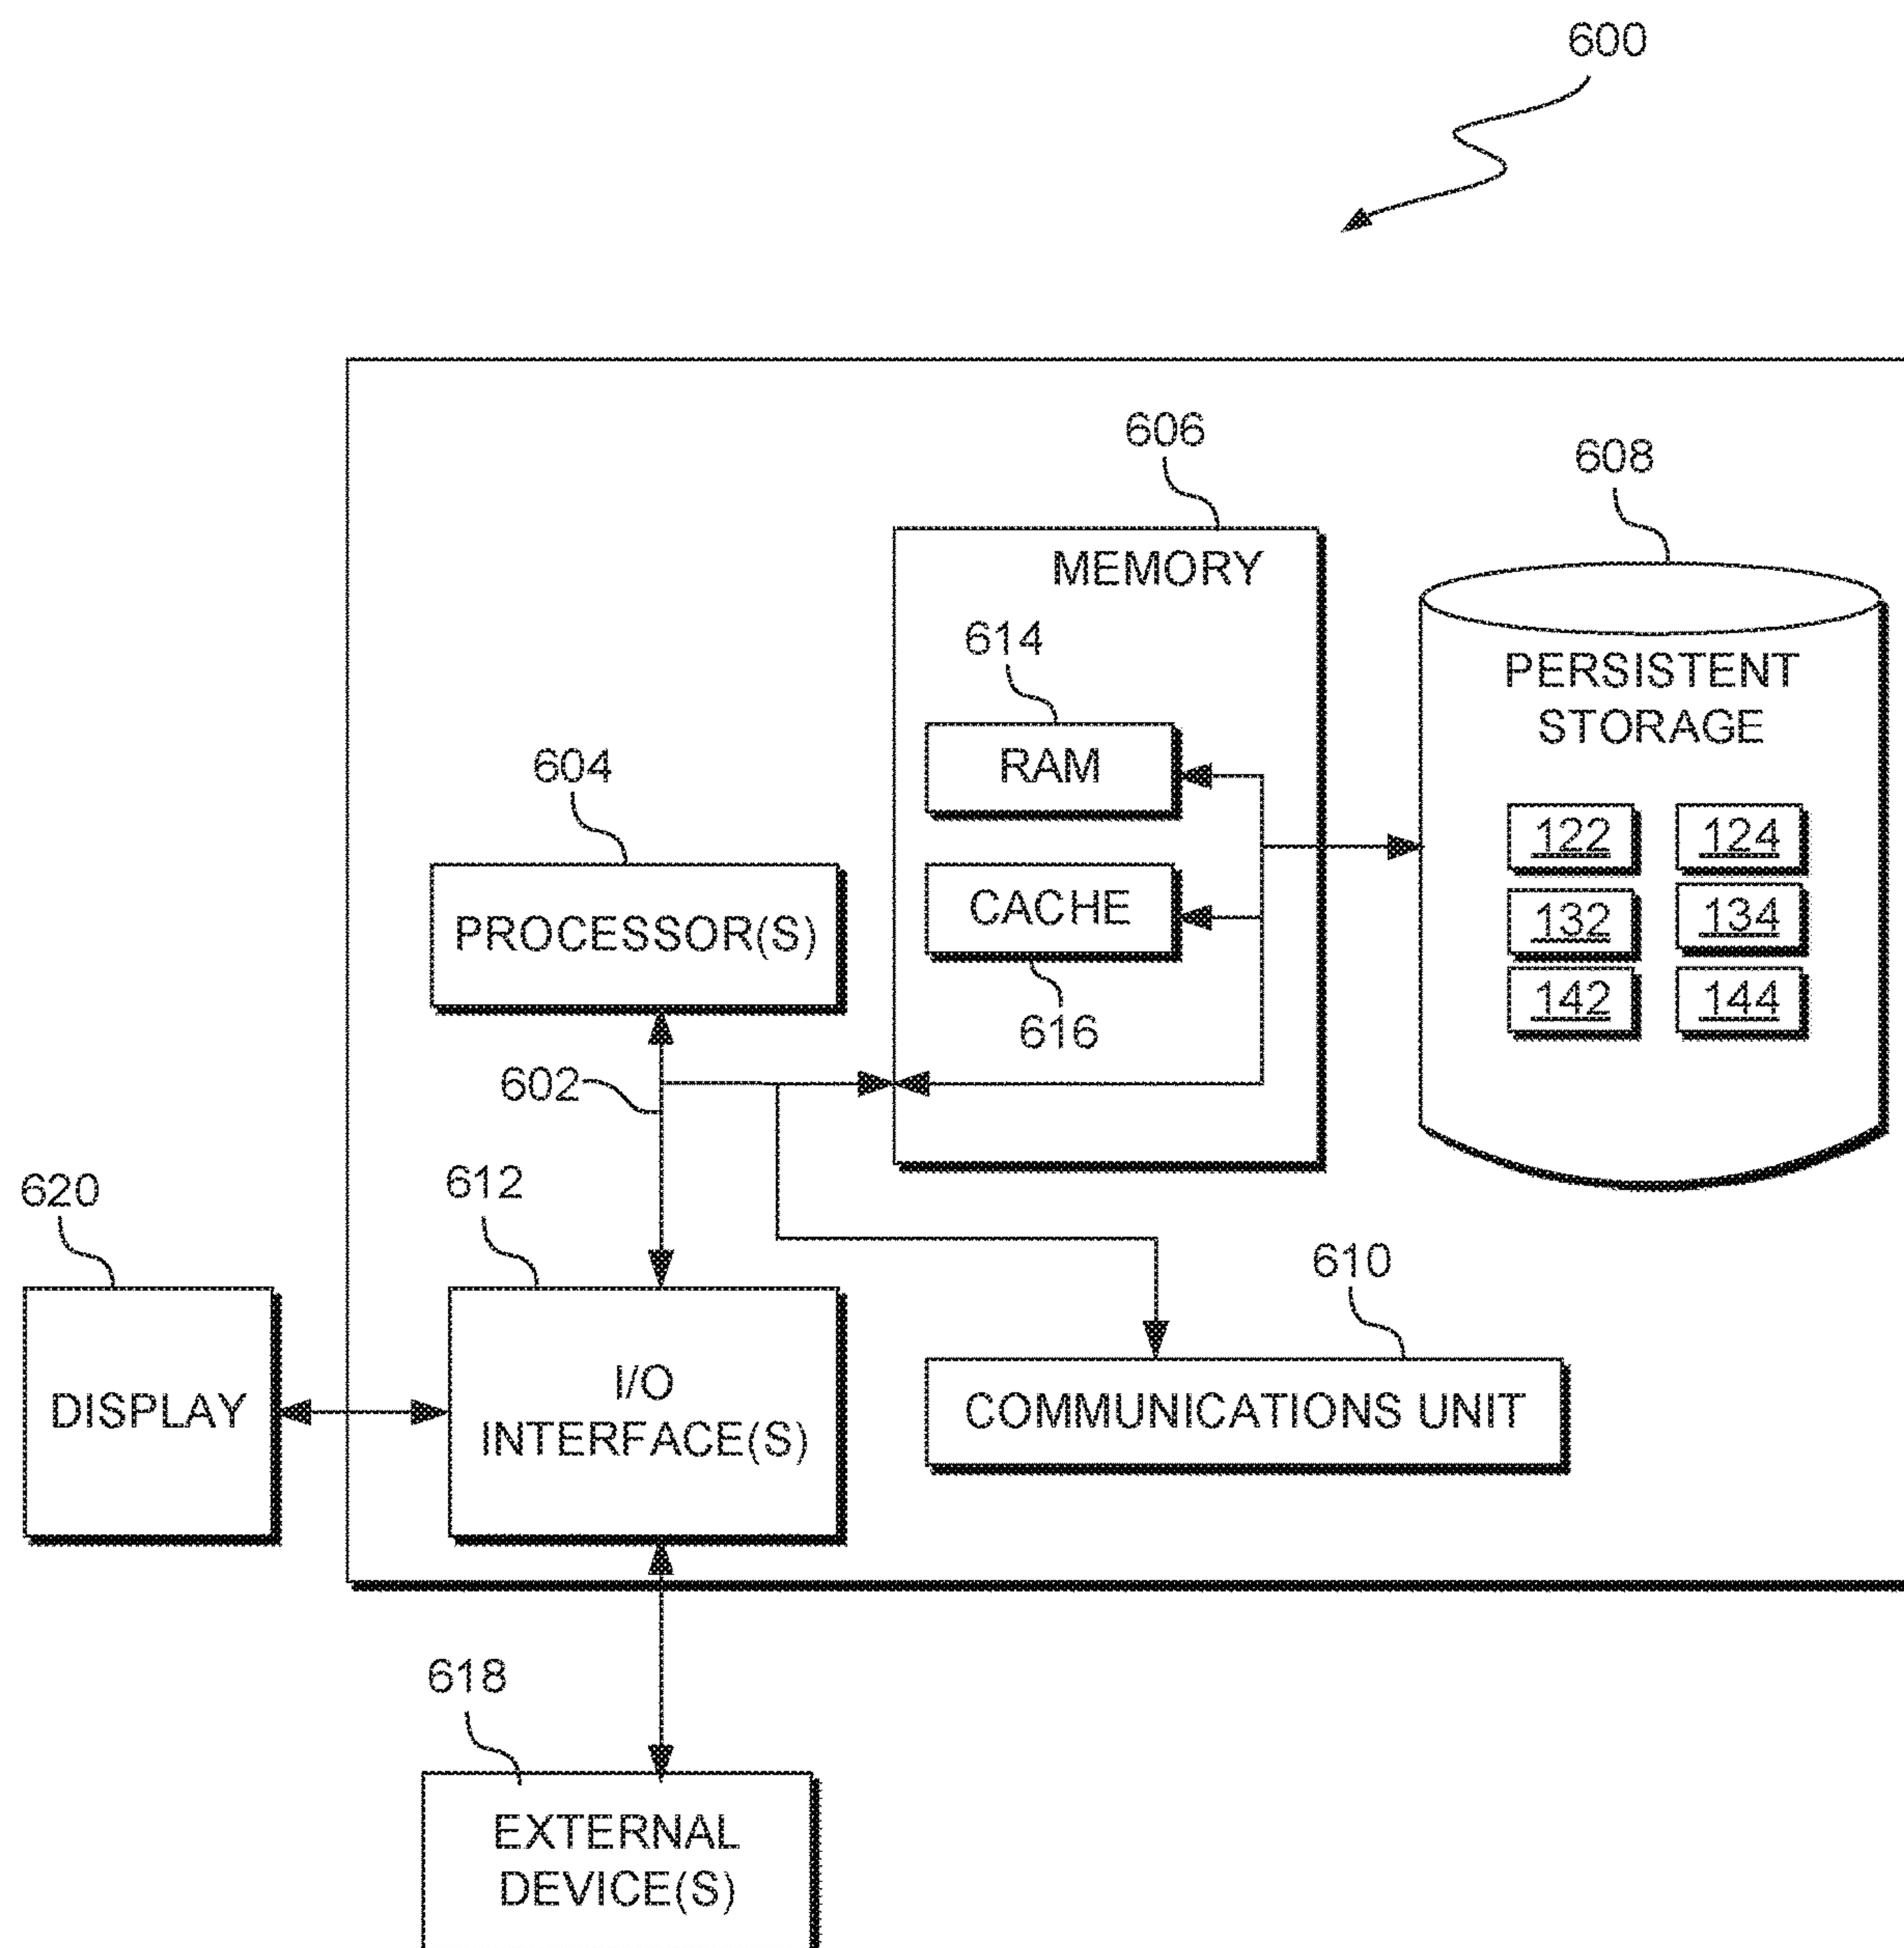 600
606
608
MEMORY
614
PERSISTENT
STORAGE
RAM
604
122 124
CACHE
PROCESSOR(S)
132 134
142 144
616
602
612
620
610
I/O
INTERFACE(S)
DISPLAY
COMMUNICATIONS UNIT
618
EXTERNAL
DEVICE(S)